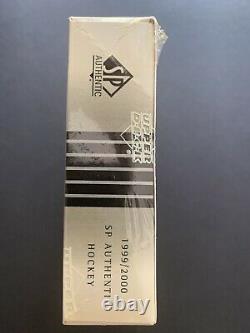 SP
AUTHENTIC
UPPER
DECK
1999/2000
SP AUTHENTIC
HOCKEY